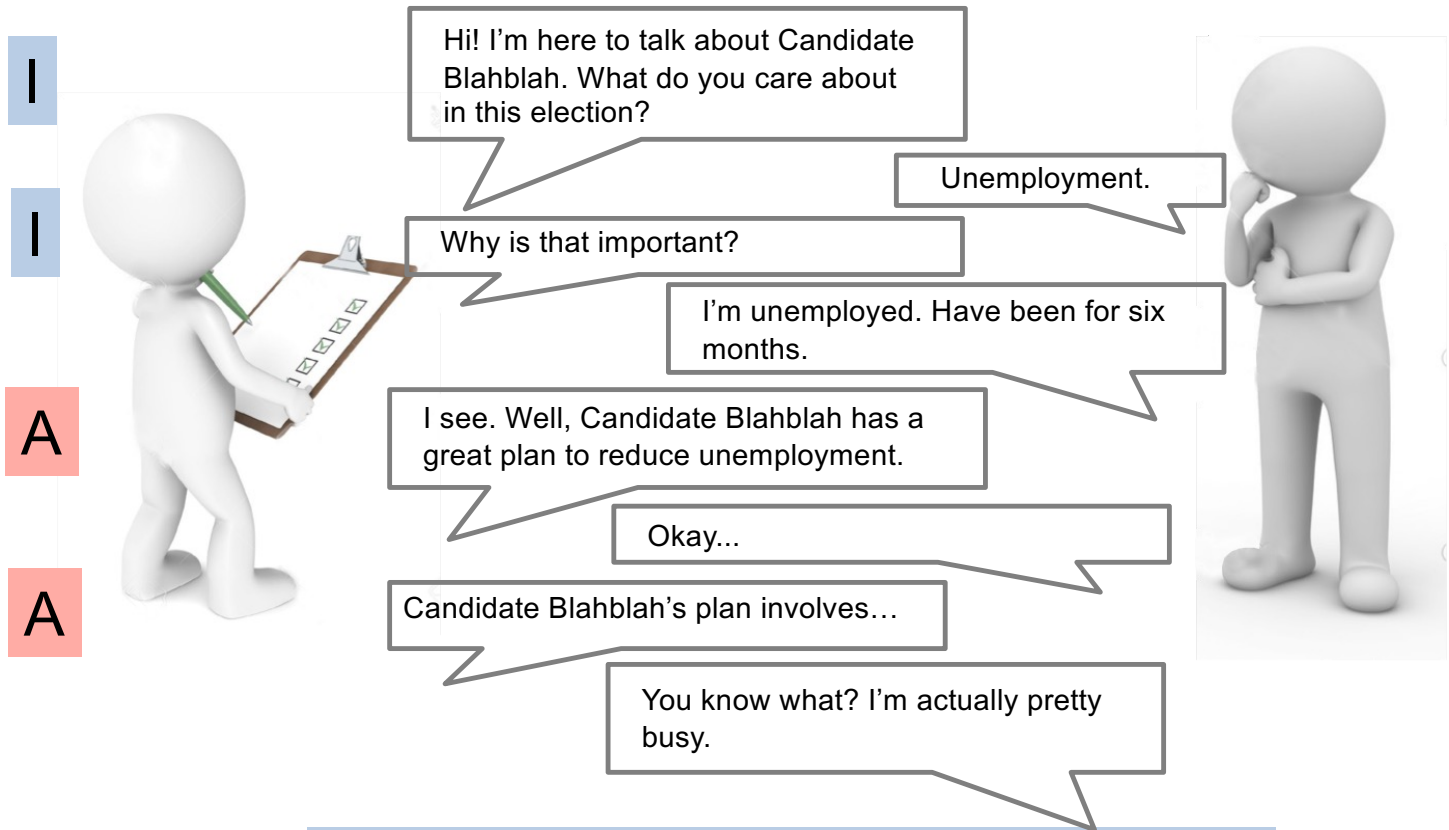 I
Hi! I'm here to talk about Candidate
Blahblah. What do you care about
in this election?
Unemployment.
I
Why is that important?
I'm unemployed. Have been for six
months.
A
I see. Well, Candidate Blahblah has a
great plan to reduce unemployment.
Okay...
A
Candidate Blahblah's plan involves…
You know what? I'm actually pretty
busy.